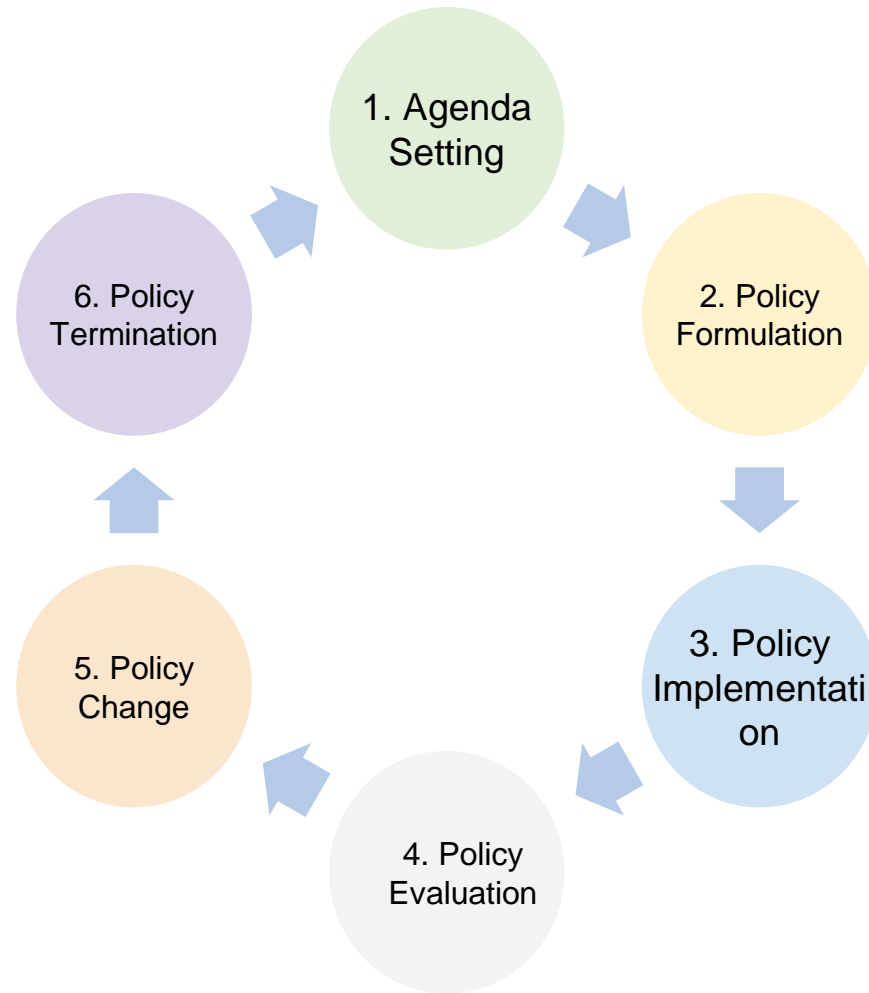 1. Agenda
Setting
2. Policy
Formulation
3. Policy
Implementati
on
4. Policy
Evaluation
5. Policy
Change
6. Policy
Termination